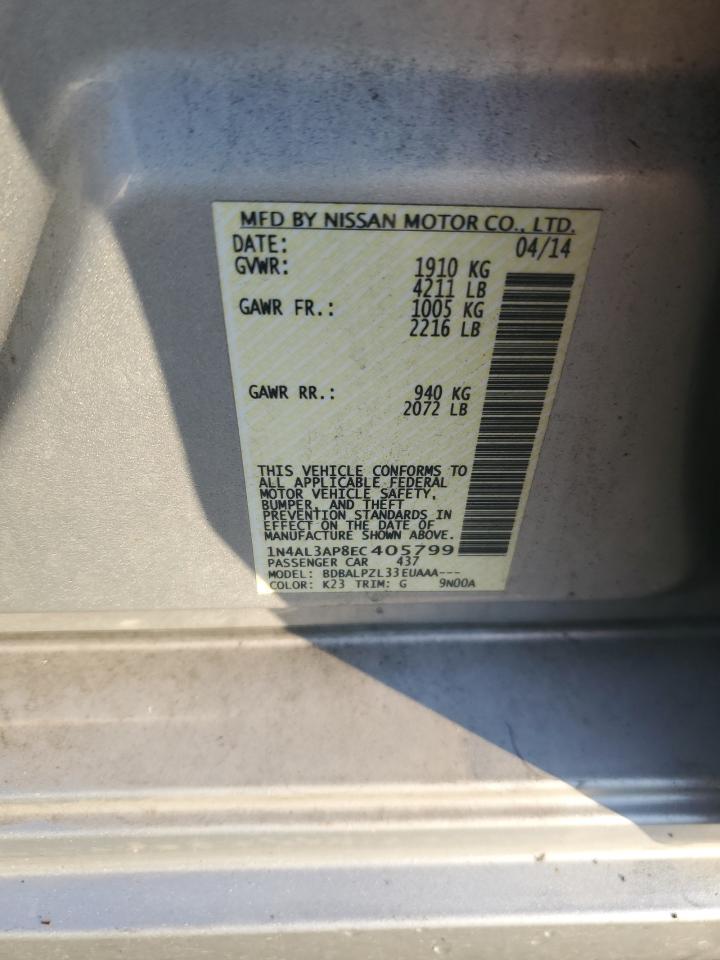 MFD BY NISSAN MOTOR CO., LTD.
DATE: 04/14
GVWR: 1910 KG
4211 LB
GAWR FR.: 1005 KG
2216 LB
GAWR RR.: 940 KG
2072 LB
THIS VEHICLE CONFORMS TO
ALL APPLICABLE FEDERAL
MOTOR VEHICLE SAFETY,
BUMPER, AND THEFT
PREVENTION STANDARDS IN
EFFECT ON THE DATE OF
MANUFACTURE SHOWN ABOVE.
1N4AL3AP8EC405799
PASSENGER CAR 437
MODEL: BDBALPZL33EUAAA---
COLOR: K23 TRIM: G 9N00A